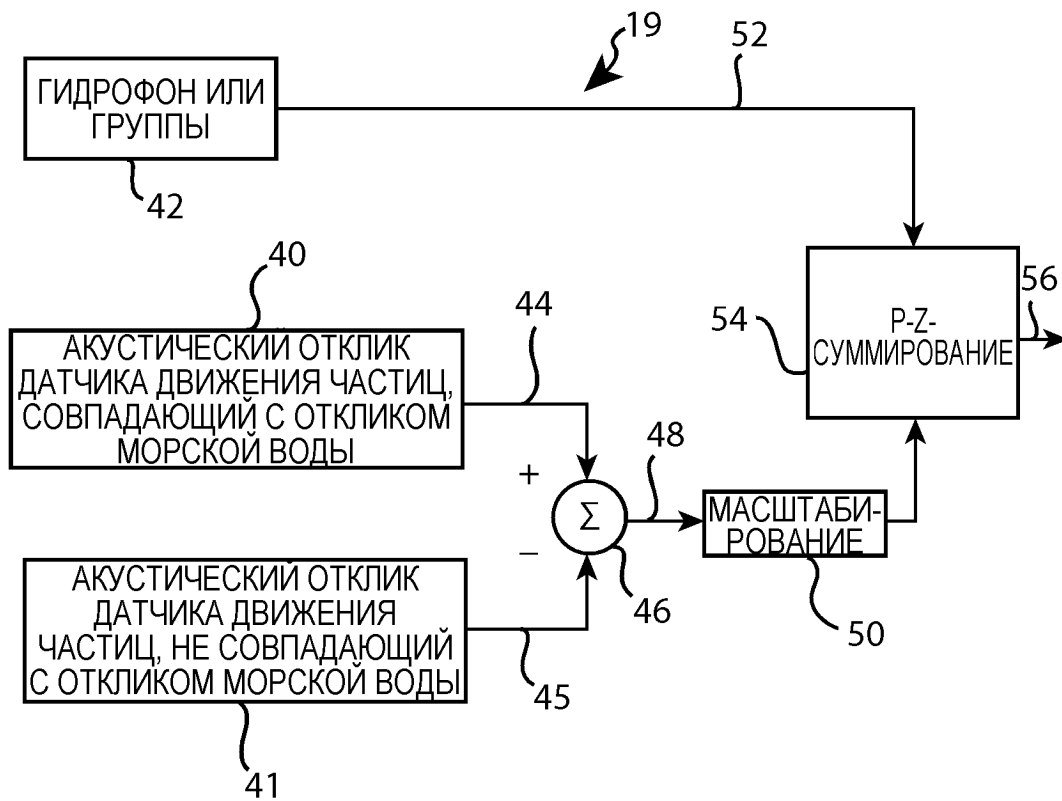 19
52
ГИДРОФОН ИЛИ
ГРУППЫ
42
40
44
АКУСТИЧЕСКИЙ ОТКЛИК
ДАТЧИКА ДВИЖЕНИЯ ЧАСТИЦ,
СОВПАДАЮЩИЙ С ОТКЛИКОМ
МОРСКОЙ ВОДЫ
54
P-Z-
СУММИРОВАНИЕ
56
+
Σ
−
46
48
МАСШТАБИ-
РОВАНИЕ
50
АКУСТИЧЕСКИЙ ОТКЛИК
ДАТЧИКА ДВИЖЕНИЯ
ЧАСТИЦ, НЕ СОВПАДАЮЩИЙ
С ОТКЛИКОМ МОРСКОЙ ВОДЫ
45
41